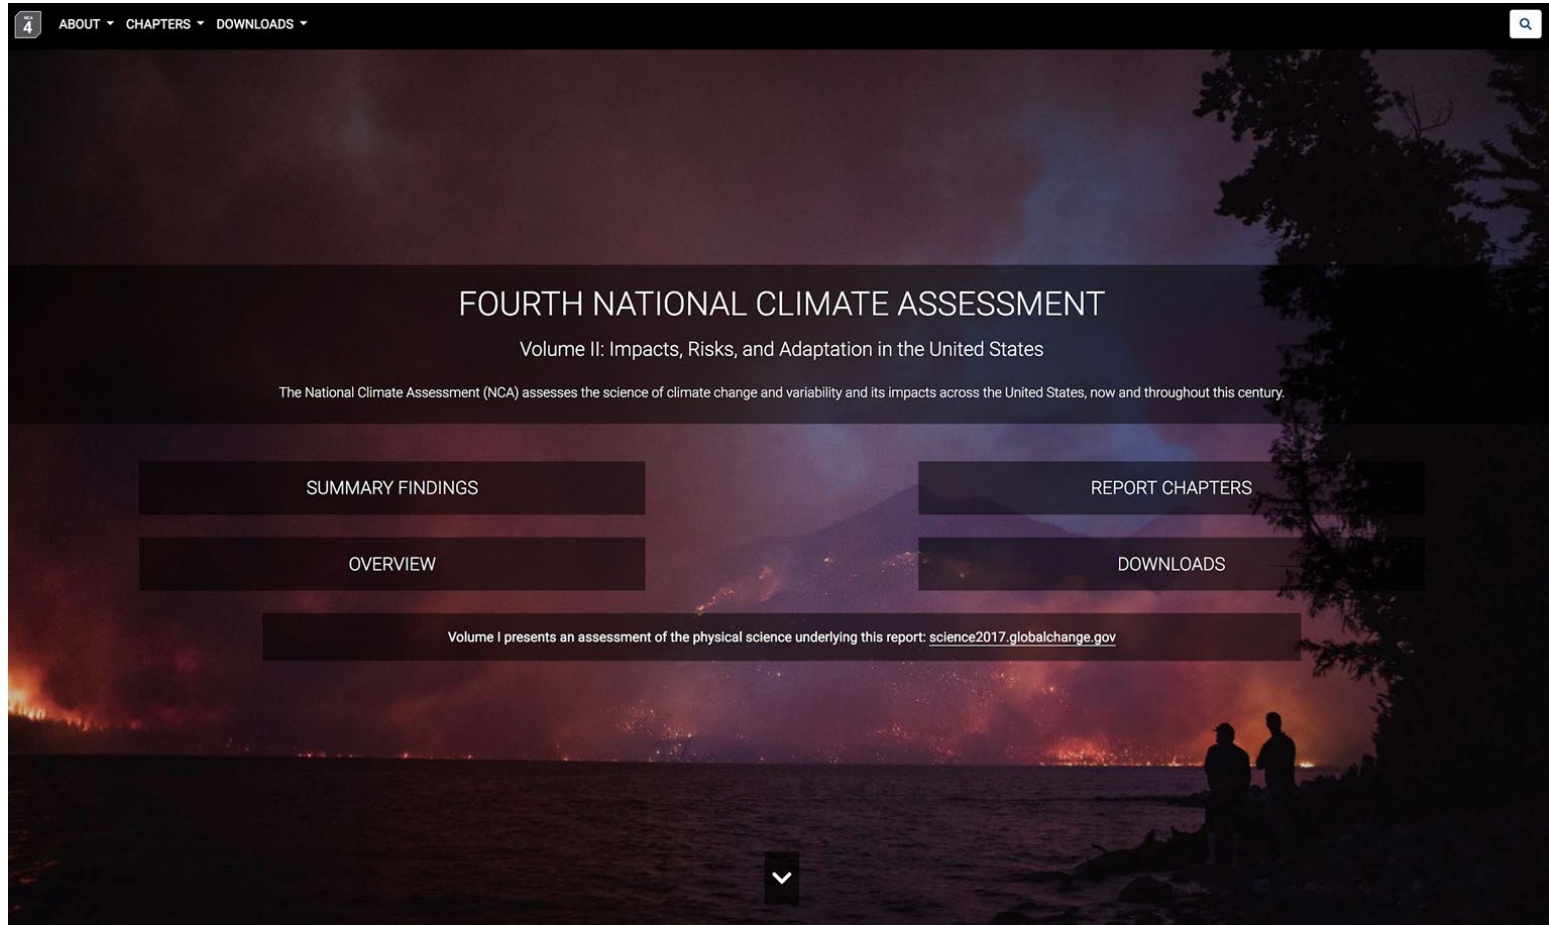 NCA
4
ABOUT CHAPTERS DOWNLOADS
FOURTH NATIONAL CLIMATE ASSESSMENT
Volume II: Impacts, Risks, and Adaptation in the United States
The National Climate Assessment (NCA) assesses the science of climate change and variability and its impacts across the United States, now and throughout this century.
SUMMARY FINDINGS
REPORT CHAPTERS
OVERVIEW
DOWNLOADS
Volume I presents an assessment of the physical science underlying this report: science2017.globalchange.gov